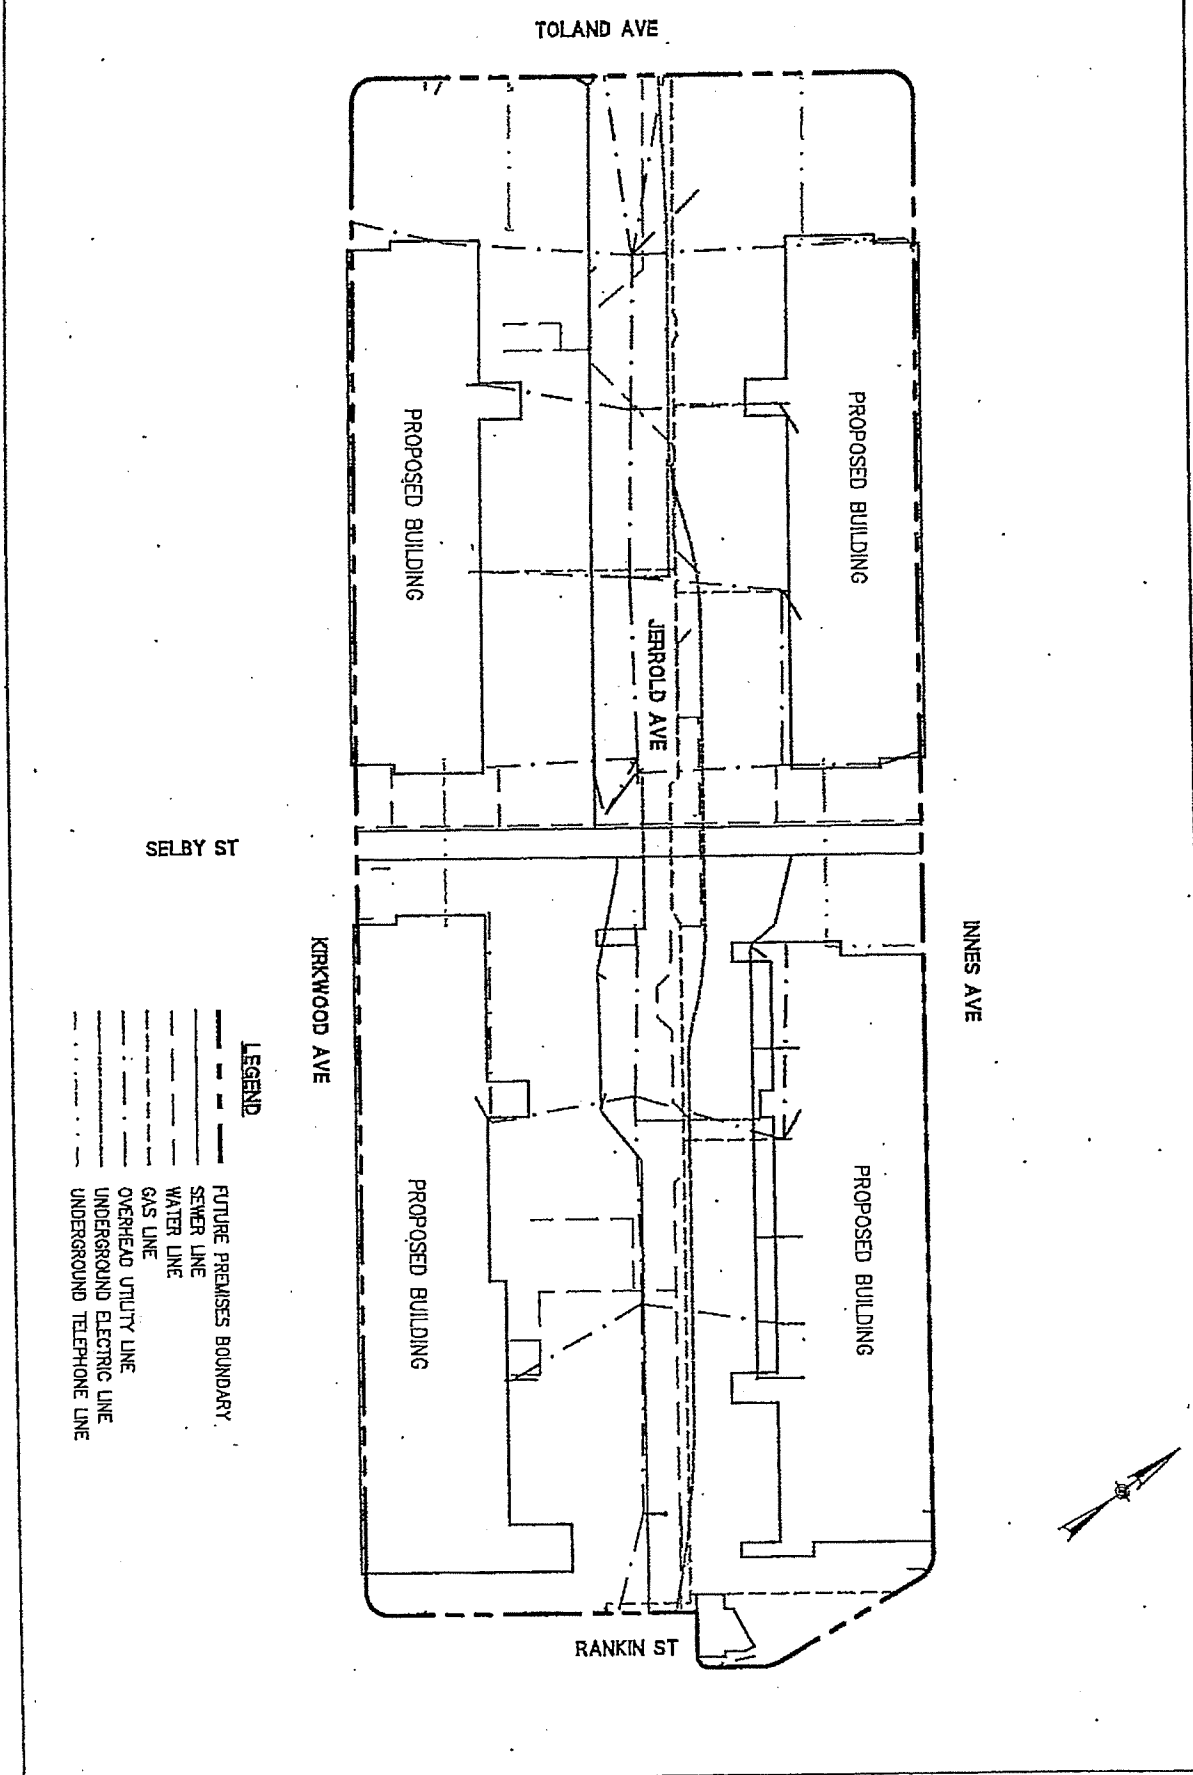 TOLAND AVE
PROPOSED BUILDING
PROPOSED BUILDING
JERROLD AVE
SELBY ST
KIRKWOOD AVE
INNES AVE
PROPOSED BUILDING
PROPOSED BUILDING
RANKIN ST
LEGEND
FUTURE PREMISES BOUNDARY
SEWER LINE
WATER LINE
GAS LINE
OVERHEAD UTILITY LINE
UNDERGROUND ELECTRIC LINE
UNDERGROUND TELEPHONE LINE